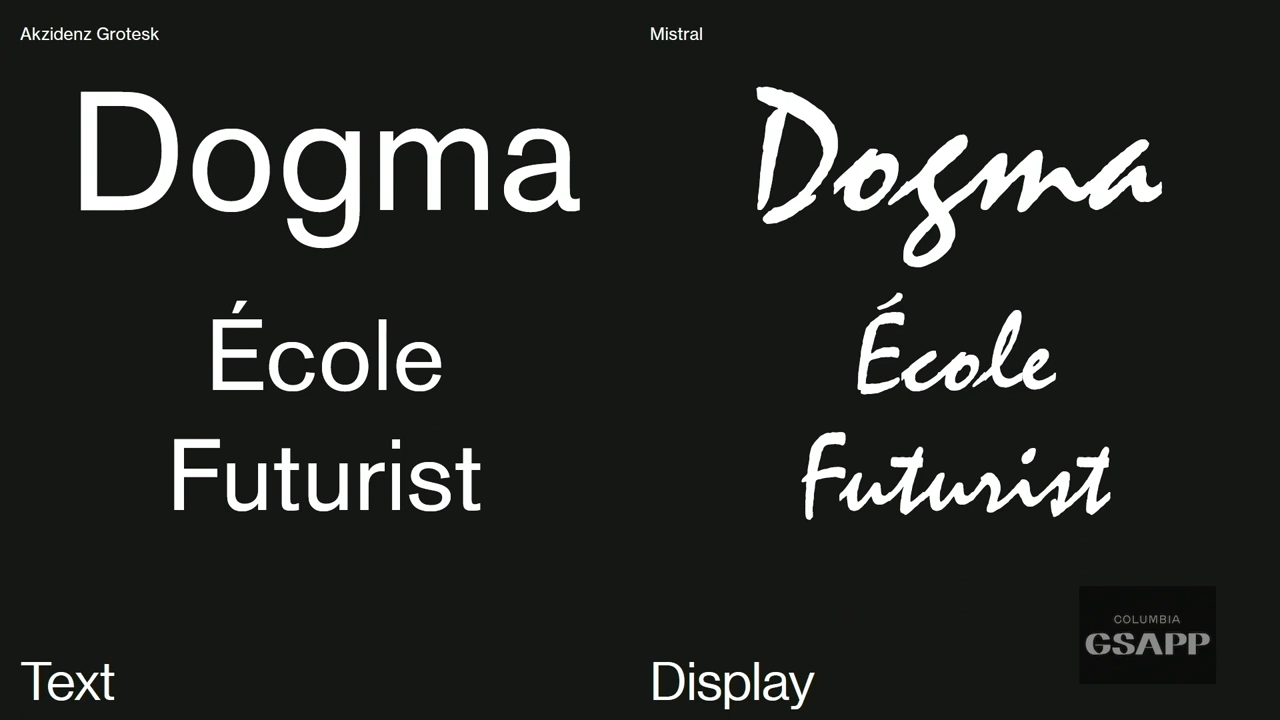 Akzidenz Grotesk
Dogma
École
Futurist
Text
Mistral
Dogma
École
Futurist
Display
COLUMBIA
GSAPP